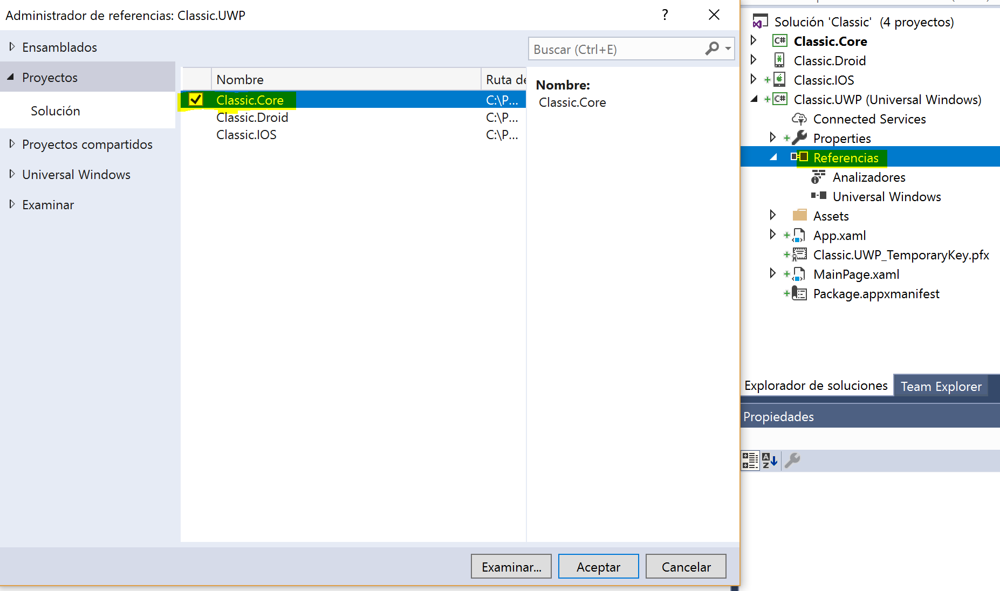 Administrador de referencias: Classic.UWP
?
Ensamblados
Proyectos
Solución
Proyectos compartidos
Universal Windows
Examinar
Buscar (Ctrl+E)
Nombre
Ruta de
Classic.Core
C:\P...
Classic.Droid
C:\P...
Classic.IOS
C:\P...
Nombre:
Classic.Core
Examinar...
Aceptar
Cancelar
Solución 'Classic' (4 proyectos)
C# Classic.Core
Classic.Droid
Classic.IOS
C# Classic.UWP (Universal Windows)
Connected Services
Properties
Referencias
Analizadores
Universal Windows
Assets
App.xaml
Classic.UWP_TemporaryKey.pfx
MainPage.xaml
Package.appxmanifest
Explorador de soluciones
Team Explorer
Propiedades
A
Z